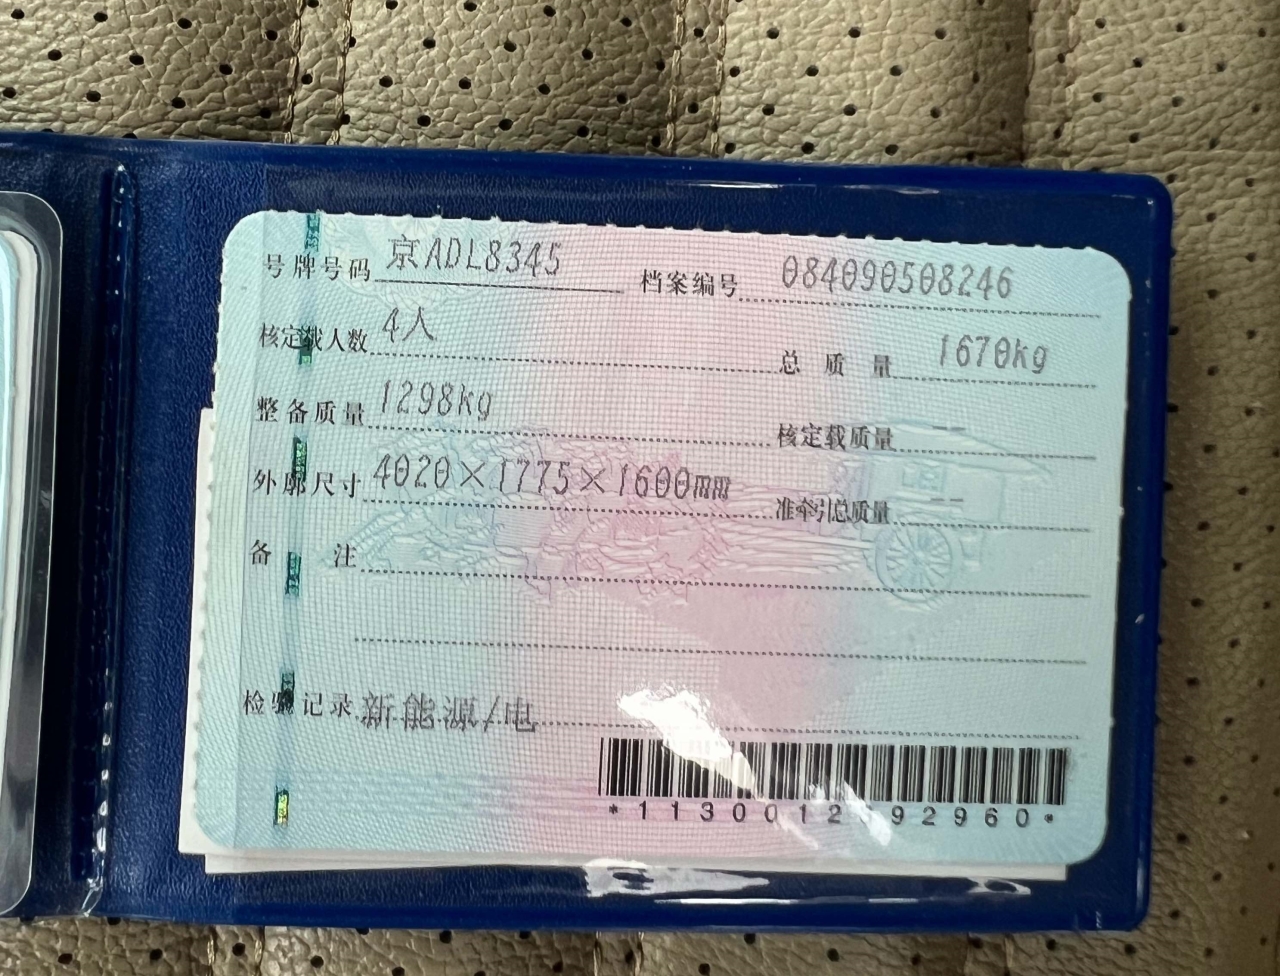 号牌号码 京ADL8345 档案编号 084090508246
核定载人数 4人 总质量 1670kg
整备质量 1298kg 核定载质量 --
外廓尺寸 4020×1775×1600mm 准牵引总质量 --
备注
检验记录 新能源/电
*1130012 92960*